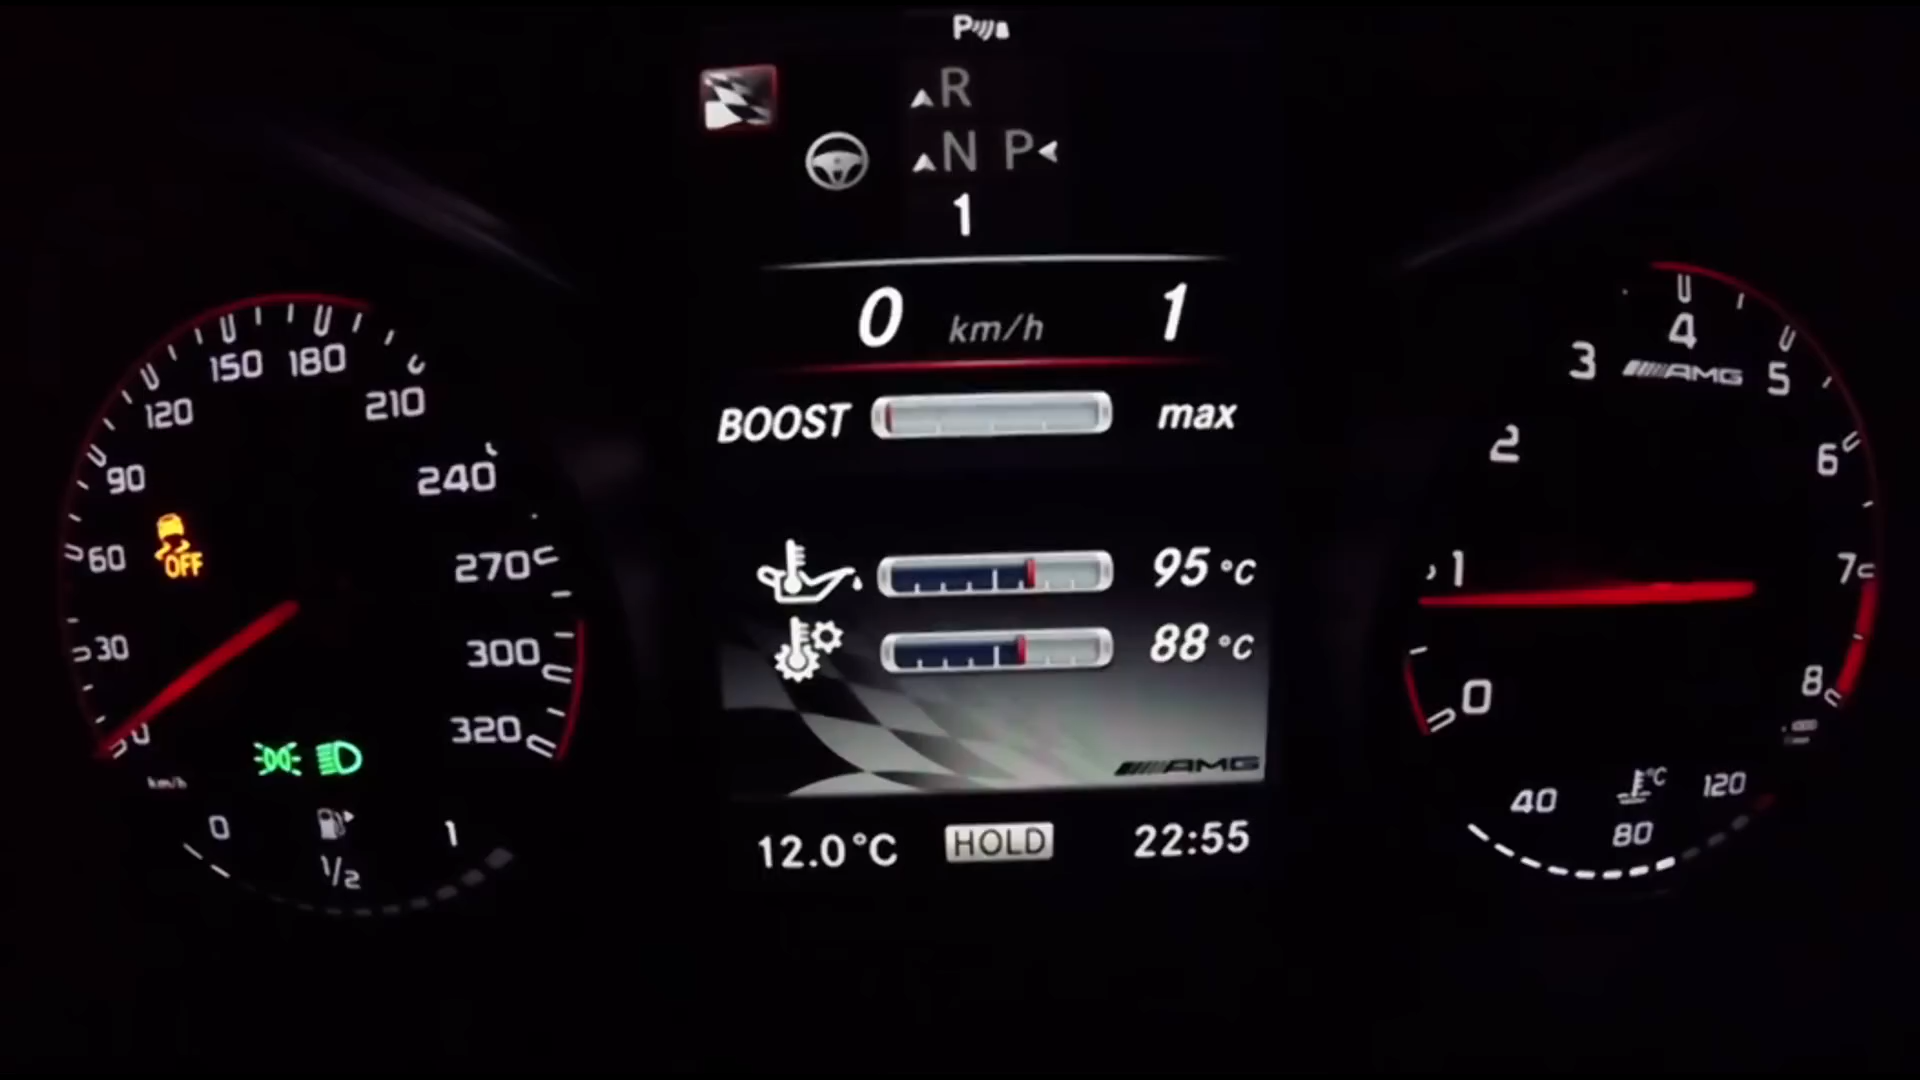 P
R
N P
1
0 km/h 1
BOOST max
95 °C
88 °C
AMG
12.0°C HOLD 22:55
0
30
60
90
120
150
180
210
240
270
300
320
km/h
OFF
0 1/2 1
0
1
2
3
4
5
6
7
8
AMG
40 80 120
°C